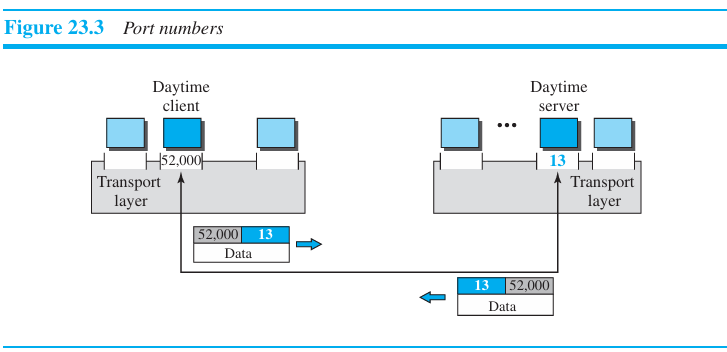 Figure 23.3 Port numbers
Daytime
client
Daytime
server
•••
52,000
13
Transport
layer
Transport
layer
52,000 13
Data
13 52,000
Data